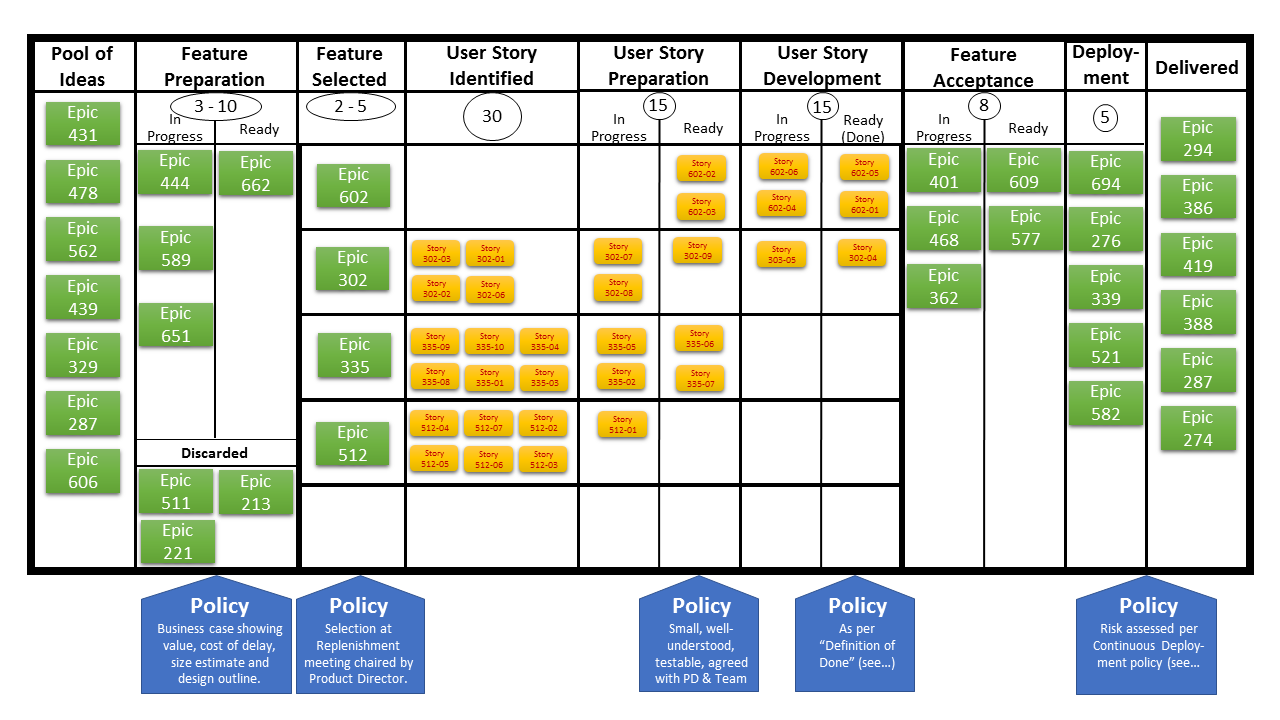 Pool of
Ideas
Feature
Preparation
Feature
Selected
User Story
Identified
User Story
Preparation
User Story
Development
Feature
Acceptance
Deploy-
ment
Delivered
3 - 10
2 - 5
30
15
15
8
5
In
Progress
Ready
In
Progress
Ready
In
Progress
Ready
(Done)
In
Progress
Ready
Epic
431
Epic
478
Epic
562
Epic
439
Epic
329
Epic
287
Epic
606
Epic
444
Epic
662
Epic
589
Epic
651
Discarded
Epic
511
Epic
213
Epic
221
Epic
602
Story
602-02
Story
602-03
Story
602-06
Story
602-05
Story
602-04
Story
602-01
Epic
302
Story
302-03
Story
302-01
Story
302-02
Story
302-06
Story
302-07
Story
302-09
Story
302-08
Story
303-05
Story
302-04
Epic
335
Story
335-09
Story
335-10
Story
335-04
Story
335-08
Story
335-01
Story
335-03
Story
335-05
Story
335-06
Story
335-02
Story
335-07
Epic
512
Story
512-04
Story
512-07
Story
512-02
Story
512-05
Story
512-06
Story
512-03
Story
512-01
Epic
401
Epic
609
Epic
468
Epic
577
Epic
362
Epic
694
Epic
276
Epic
339
Epic
521
Epic
582
Epic
294
Epic
386
Epic
419
Epic
388
Epic
287
Epic
274
Policy
Business case showing
value, cost of delay,
size estimate and
design outline.
Policy
Selection at
Replenishment
meeting chaired by
Product Director.
Policy
Small, well-
understood,
testable, agreed
with PD & Team
Policy
As per
“Definition of
Done” (see…)
Policy
Risk assessed per
Continuous Deploy-
ment policy (see…